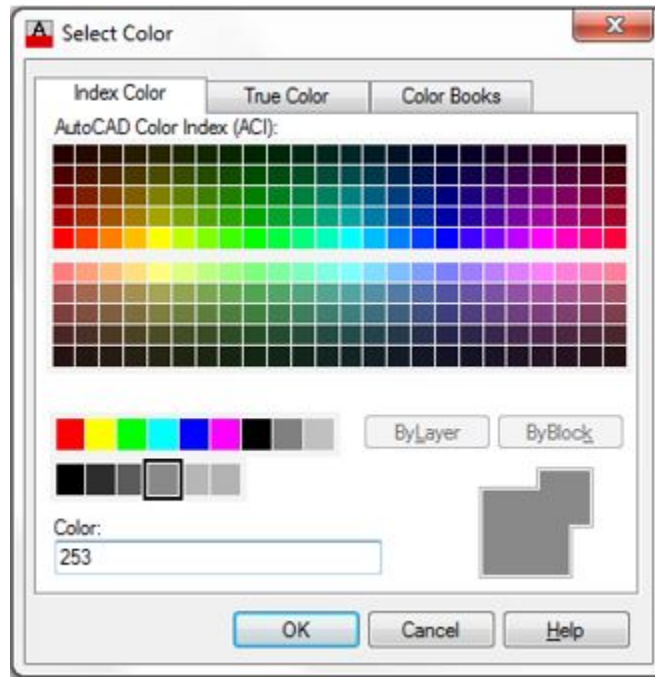 A Select Color
Index Color True Color Color Books
AutoCAD Color Index (ACI):
ByLayer ByBlock
Color:
253
OK Cancel Help